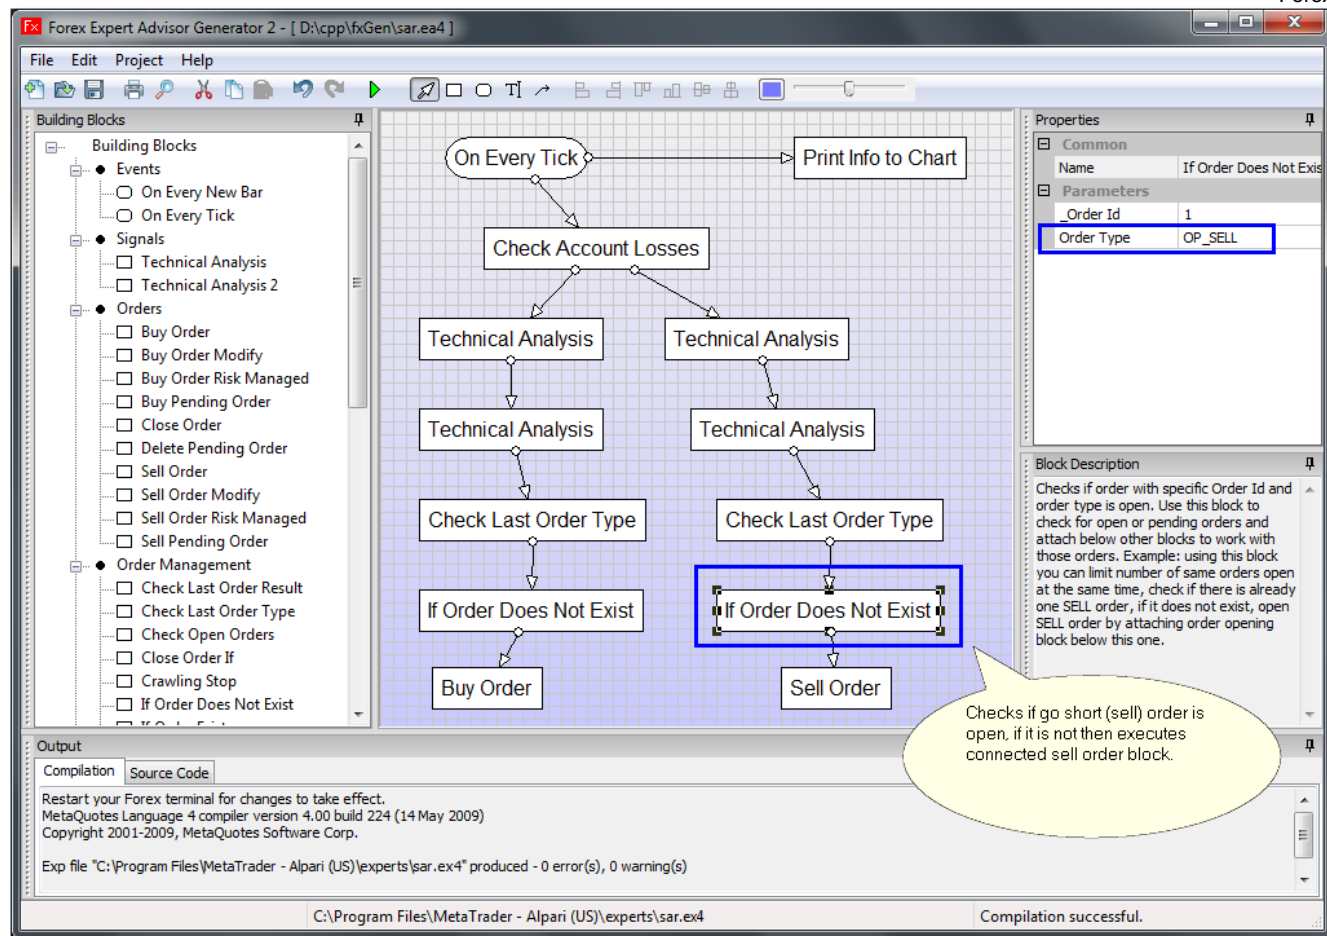 Forex Expert Advisor Generator 2 - [ D:\cpp\fxGen\sar.ea4 ]
File Edit Project Help
Building Blocks
Building Blocks
Events
On Every New Bar
On Every Tick
Signals
Technical Analysis
Technical Analysis 2
Orders
Buy Order
Buy Order Modify
Buy Order Risk Managed
Buy Pending Order
Close Order
Delete Pending Order
Sell Order
Sell Order Modify
Sell Order Risk Managed
Sell Pending Order
Order Management
Check Last Order Result
Check Last Order Type
Check Open Orders
Close Order If
Crawling Stop
If Order Does Not Exist
On Every Tick
Print Info to Chart
Check Account Losses
Technical Analysis
Technical Analysis
Technical Analysis
Technical Analysis
Check Last Order Type
Check Last Order Type
If Order Does Not Exist
If Order Does Not Exist
Buy Order
Sell Order
Properties
Common
Name If Order Does Not Exis
Parameters
_Order Id 1
Order Type OP_SELL
Block Description
Checks if order with specific Order Id and
order type is open. Use this block to
check for open or pending orders and
attach below other blocks to work with
those orders. Example: using this block
you can limit number of same orders open
at the same time, check if there is already
one SELL order, if it does not exist, open
SELL order by attaching order opening
block below this one.
Checks if go short (sell) order is
open, if it is not then executes
connected sell order block.
Output
Compilation Source Code
Restart your Forex terminal for changes to take effect.
MetaQuotes Language 4 compiler version 4.00 build 224 (14 May 2009)
Copyright 2001-2009, MetaQuotes Software Corp.
Exp file "C:\Program Files\MetaTrader - Alpari (US)\experts\sar.ex4" produced - 0 error(s), 0 warning(s)
C:\Program Files\MetaTrader - Alpari (US)\experts\sar.ex4 Compilation successful.